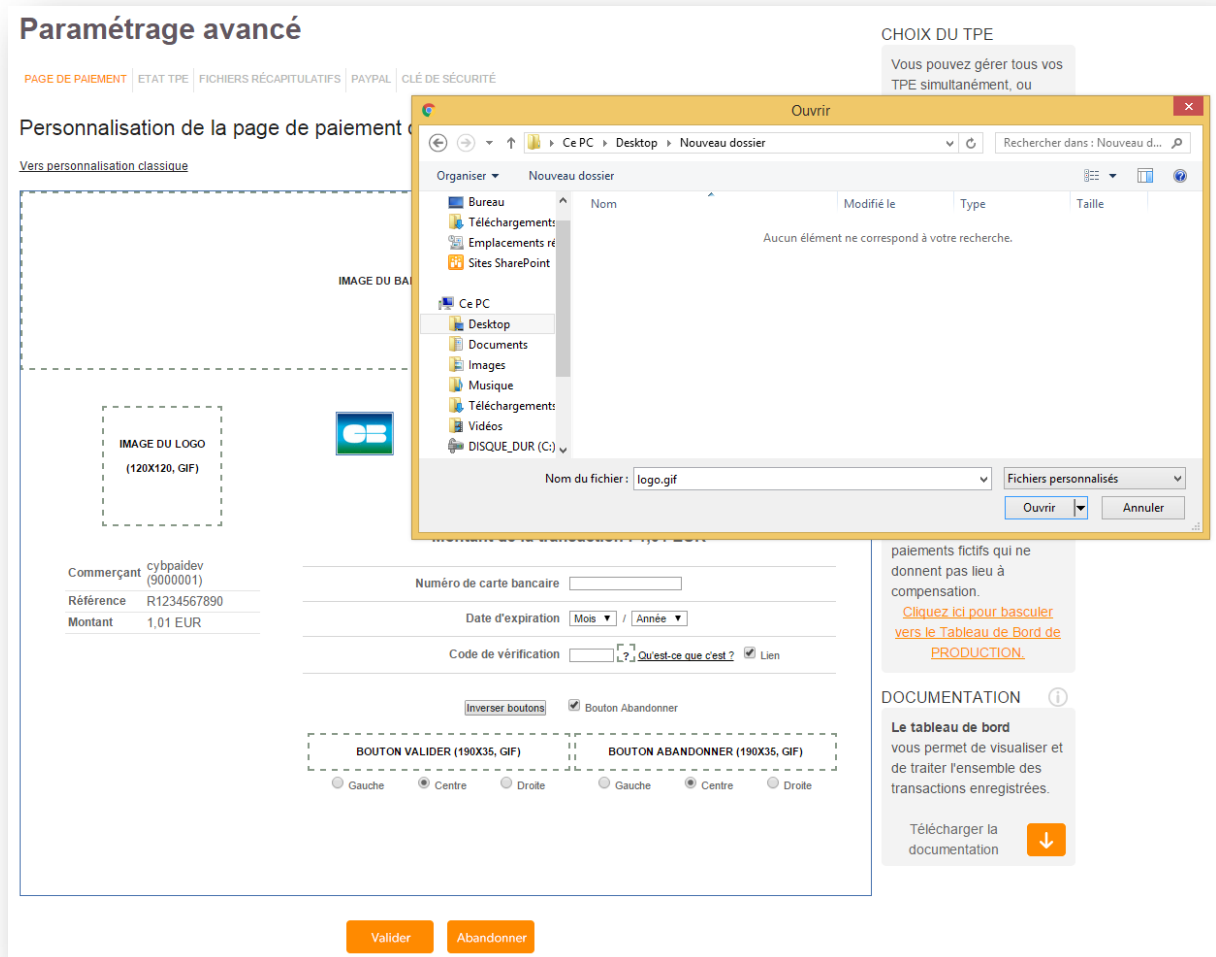 Paramétrage avancé
PAGE DE PAIEMENT
ETAT TPE
FICHIERS RÉCAPITULATIFS
PAYPAL
CLÉ DE SÉCURITÉ
Personnalisation de la page de paiement
Vers personnalisation classique
IMAGE DU
IMAGE DU LOGO
(120X120, GIF)
CB
Commerçant cybpaidev
(9000001)
Référence R1234567890
Montant 1,01 EUR
Numéro de carte bancaire
Date d'expiration Mois / Année
Code de vérification ? Qu'est-ce que c'est ? Lien
Inverser boutons Bouton Abandonner
BOUTON VALIDER (190X35, GIF) BOUTON ABANDONNER (190X35, GIF)
Gauche Centre Droite Gauche Centre Droite
Valider Abandonner
CHOIX DU TPE
Vous pouvez gérer tous vos
TPE simultanément, ou
Ouvrir
Ce PC Desktop Nouveau dossier
Rechercher dans : Nouveau d...
Organiser Nouveau dossier
Nom Modifié le Type Taille
Aucun élément ne correspond à votre recherche.
Bureau
Téléchargements
Emplacements ré
Sites SharePoint
Ce PC
Desktop
Documents
Images
Musique
Téléchargements
Vidéos
DISQUE_DUR (C:)
Nom du fichier : logo.gif Fichiers personnalisés
Ouvrir Annuler
paiements fictifs qui ne
donnent pas lieu à
compensation.
Cliquez ici pour basculer
vers le Tableau de Bord de
PRODUCTION.
DOCUMENTATION
Le tableau de bord
vous permet de visualiser et
de traiter l'ensemble des
transactions enregistrées.
Télécharger la
documentation